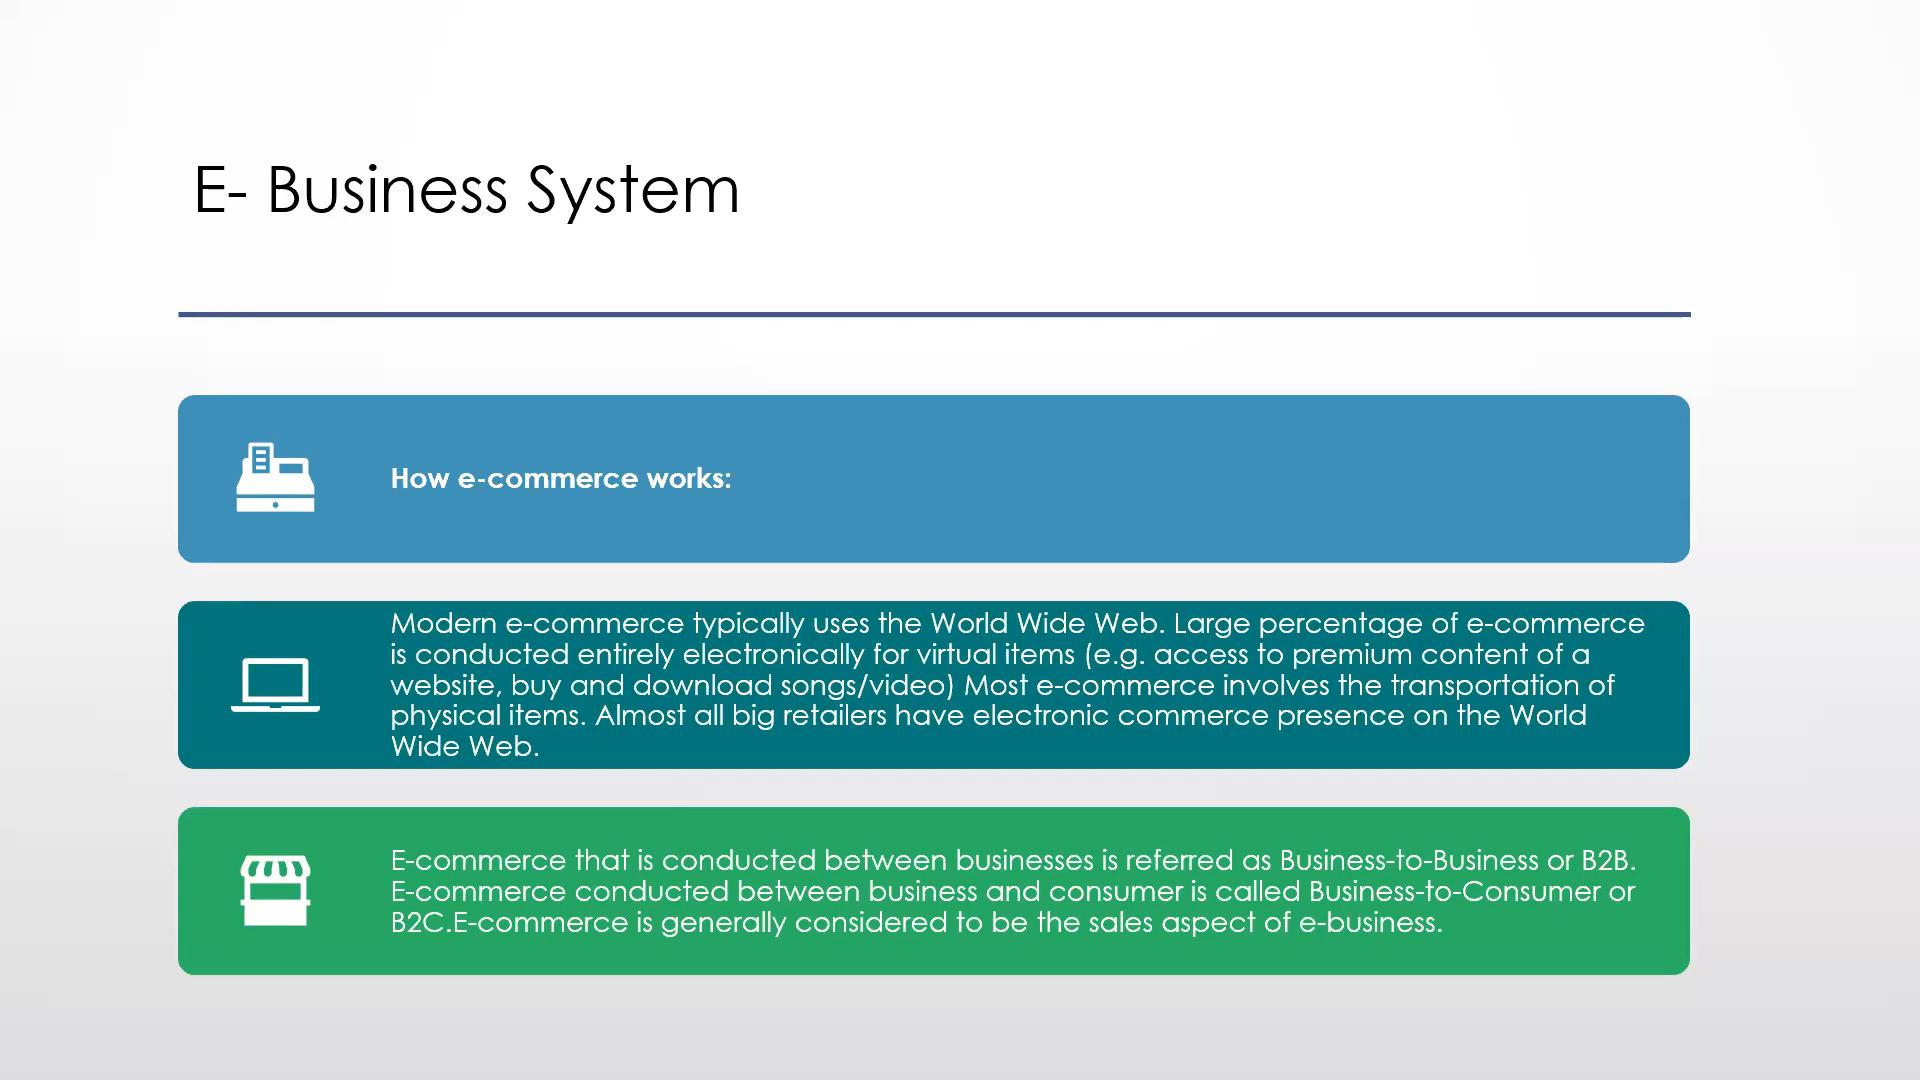 E- Business System
How e-commerce works:
Modern e-commerce typically uses the World Wide Web. Large percentage of e-commerce
is conducted entirely electronically for virtual items (e.g. access to premium content of a
website, buy and download songs/video) Most e-commerce involves the transportation of
physical items. Almost all big retailers have electronic commerce presence on the World
Wide Web.
E-commerce that is conducted between businesses is referred as Business-to-Business or B2B.
E-commerce conducted between business and consumer is called Business-to-Consumer or
B2C.E-commerce is generally considered to be the sales aspect of e-business.